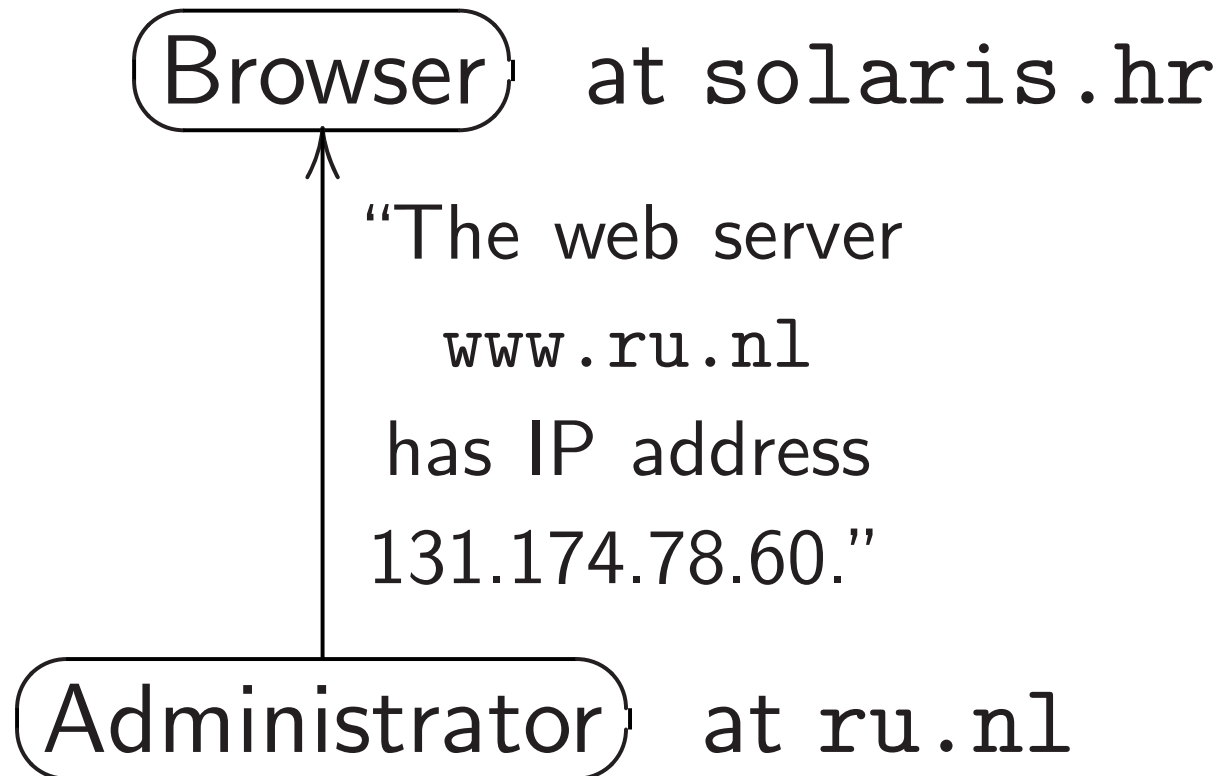 Browser at solaris.hr
“The web server
www.ru.nl
has IP address
131.174.78.60.”
Administrator at ru.nl